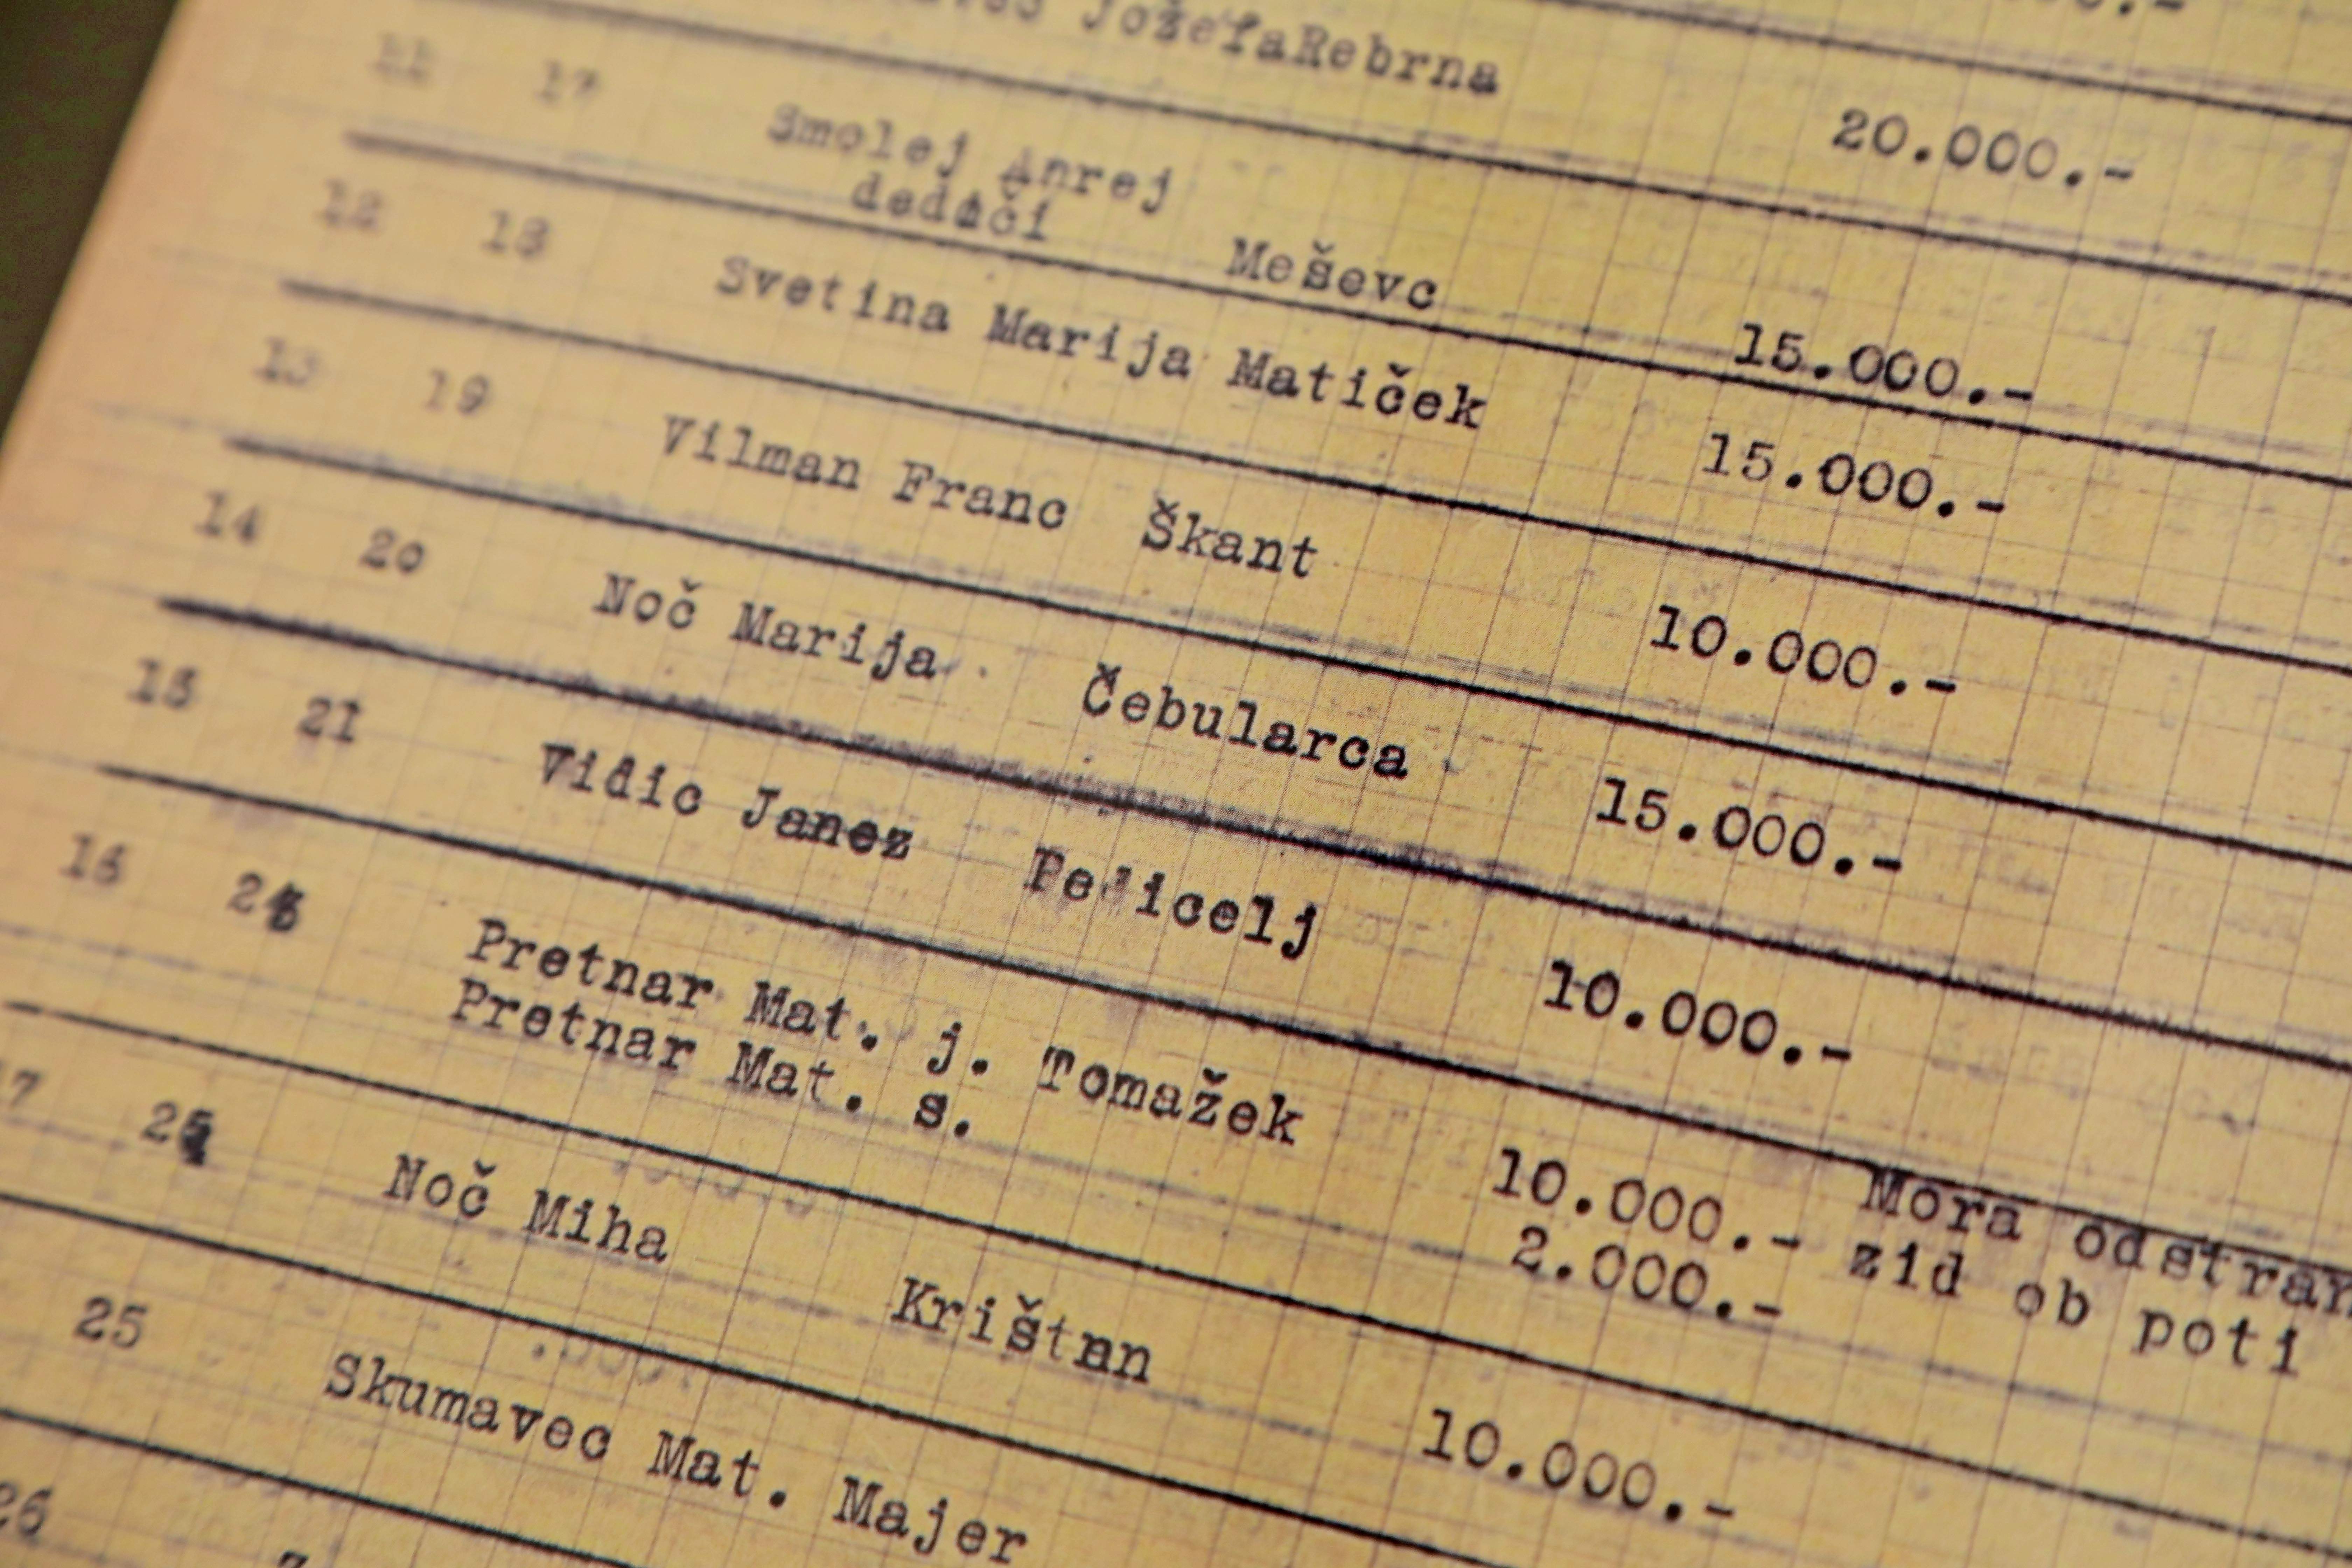 JožefaRebrna 20.000.-
11 17 Smolej Anrej
dediči Meševc 15.000.-
12 18 Svetina Marija Matiček 15.000.-
13 19 Vilman Franc Škant 10.000.-
14 20 Noč Marija Čebularca 15.000.-
15 21 Vidic Janez 10.000.-
16 Pretnar Mat. j. Tomažek 10.000.- Mora
Pretnar Mat. s. 2.000.- zid ob poti
Noč Miha Krištan 10.000.-
25 Skumavec Mat. Majer
26